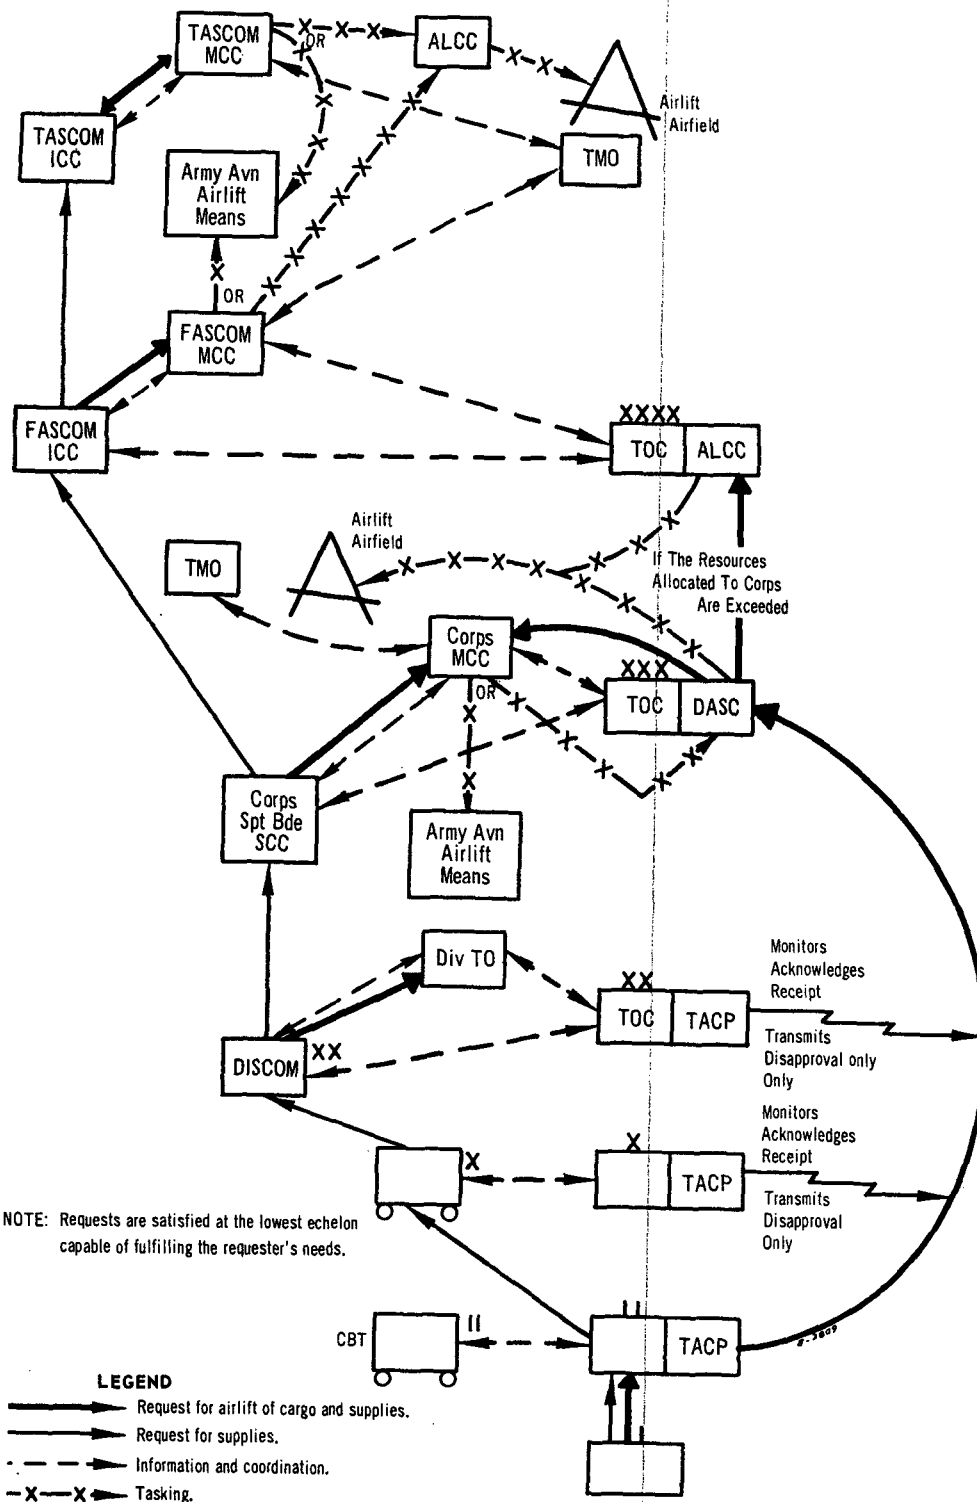 TASCOM
MCC
OR
ALCC
Airlift
Airfield
TASCOM
ICC
TMO
Army Avn
Airlift
Means
OR
FASCOM
MCC
XXXX
FASCOM
ICC
TOC
ALCC
Airlift
Airfield
TMO
If The Resources
Allocated To Corps
Are Exceeded
Corps
MCC
OR
XXX
TOC
DASC
Corps
Spt Bde
SCC
Army Avn
Airlift
Means
Div TO
XX
TOC
TACP
Monitors
Acknowledges
Receipt
Transmits
Disapproval only
Only
DISCOM
XX
X
X
TACP
Monitors
Acknowledges
Receipt
Transmits
Disapproval
Only
NOTE: Requests are satisfied at the lowest echelon
capable of fulfilling the requester's needs.
CBT
II
II
TACP
I
LEGEND
Request for airlift of cargo and supplies.
Request for supplies.
Information and coordination.
X X Tasking.